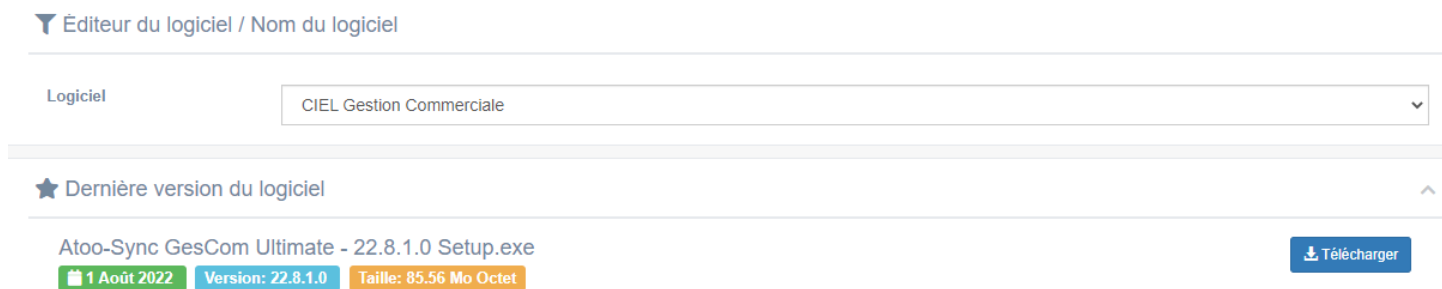 Éditeur du logiciel / Nom du logiciel
Logiciel
CIEL Gestion Commerciale
Dernière version du logiciel
Atoo-Sync GesCom Ultimate - 22.8.1.0 Setup.exe
Télécharger
1 Août 2022 Version: 22.8.1.0 Taille: 85.56 Mo Octet